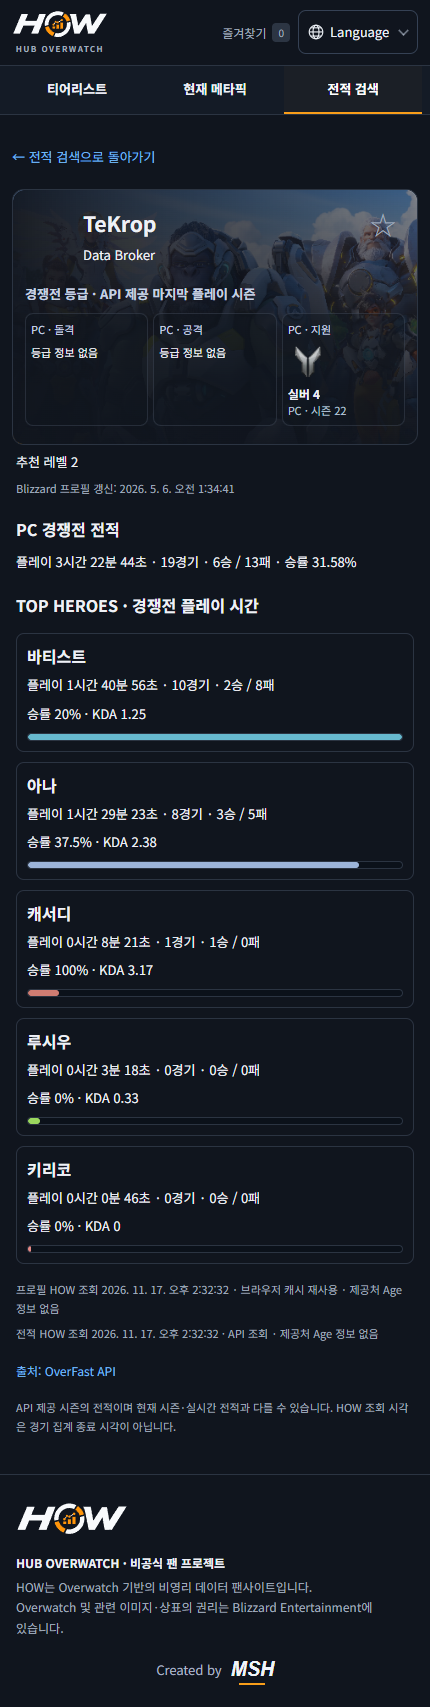 HOW
HUB OVERWATCH
즐겨찾기 0
Language
티어리스트 현재 메타픽 전적 검색
← 전적 검색으로 돌아가기
TeKrop
Data Broker
경쟁전 등급 · API 제공 마지막 플레이 시즌
PC · 돌격
등급 정보 없음
PC · 공격
등급 정보 없음
PC · 지원
실버 4
PC · 시즌 22
추천 레벨 2
Blizzard 프로필 갱신: 2026. 5. 6. 오전 1:34:41
PC 경쟁전 전적
플레이 3시간 22분 44초 · 19경기 · 6승 / 13패 · 승률 31.58%
TOP HEROES · 경쟁전 플레이 시간
바티스트
플레이 1시간 40분 56초 · 10경기 · 2승 / 8패
승률 20% · KDA 1.25
아나
플레이 1시간 29분 23초 · 8경기 · 3승 / 5패
승률 37.5% · KDA 2.38
캐서디
플레이 0시간 8분 21초 · 1경기 · 1승 / 0패
승률 100% · KDA 3.17
루시우
플레이 0시간 3분 18초 · 0경기 · 0승 / 0패
승률 0% · KDA 0.33
키리코
플레이 0시간 0분 46초 · 0경기 · 0승 / 0패
승률 0% · KDA 0
프로필 HOW 조회 2026. 11. 17. 오후 2:32:32 · 브라우저 캐시 재사용 · 제공처 Age
정보 없음
전적 HOW 조회 2026. 11. 17. 오후 2:32:32 · API 조회 · 제공처 Age 정보 없음
출처: OverFast API
API 제공 시즌의 전적이며 현재 시즌·실시간 전적과 다를 수 있습니다. HOW 조회 시각
은 경기 집계 종료 시각이 아닙니다.
HOW
HUB OVERWATCH · 비공식 팬 프로젝트
HOW는 Overwatch 기반의 비영리 데이터 팬사이트입니다.
Overwatch 및 관련 이미지·상표의 권리는 Blizzard Entertainment에
있습니다.
Created by MSH